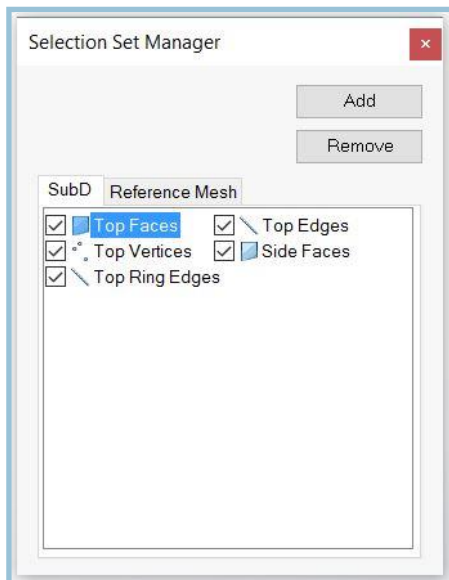 Selection Set Manager
Add
Remove
SubD Reference Mesh
Top Faces Top Edges
Top Vertices Side Faces
Top Ring Edges